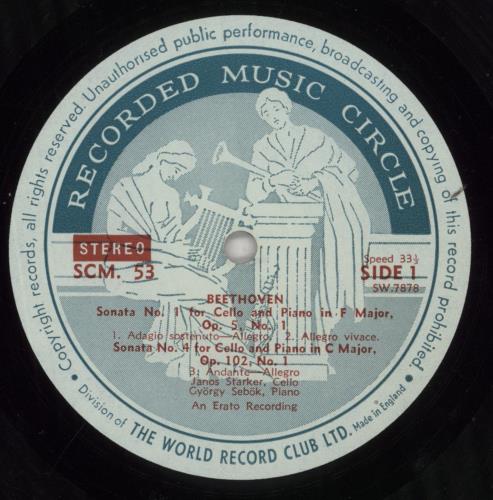 Copyright records, all rights reserved. Unauthorised public performance, broadcasting and copying of this record prohibited.
RECORDED MUSIC CIRCLE
STEREO
SCM. 53
Speed 33⅓
SIDE 1
SW.7878
BEETHOVEN
Sonata No. 1 for Cello and Piano in F Major,
Op. 5, No. 1
1. Adagio sostenuto—Allegro. 2. Allegro vivace.
Sonata No. 4 for Cello and Piano in C Major,
Op. 102, No. 1
3. Andante—Allegro
Janos Starker, Cello
György Sebök, Piano
An Erato Recording
Division of THE WORLD RECORD CLUB LTD. Made in England